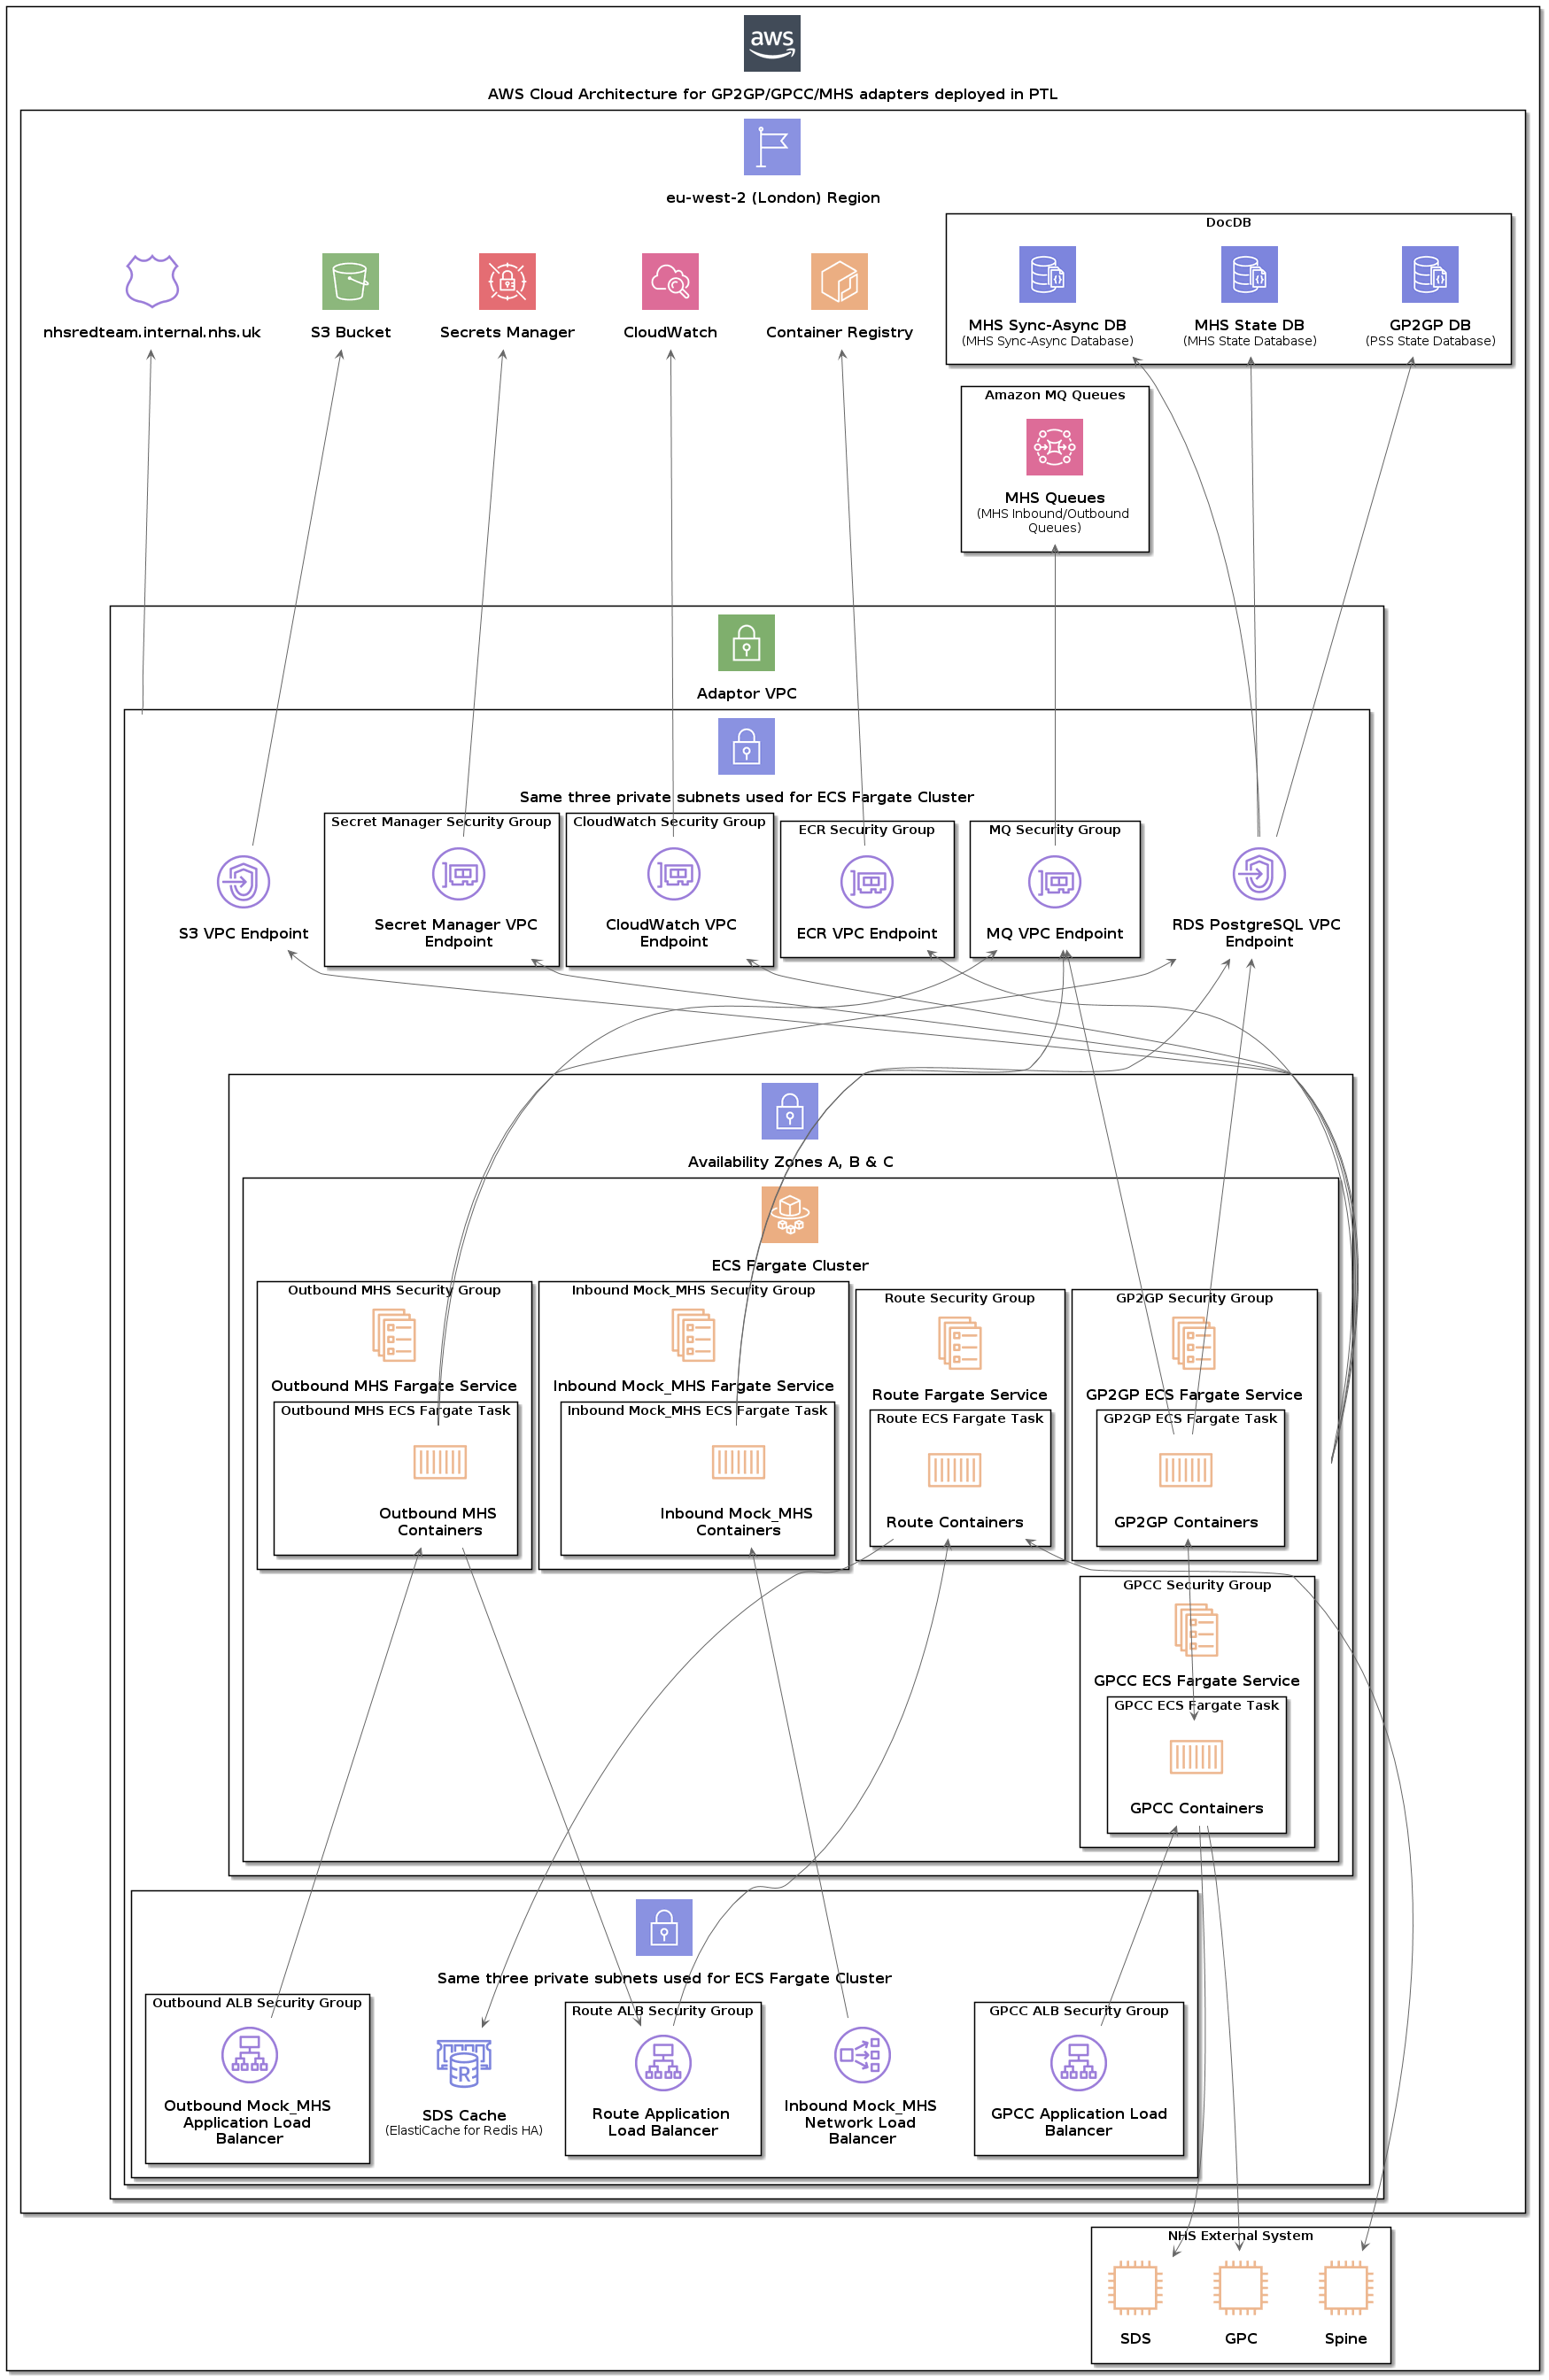 aws
AWS Cloud Architecture for GP2GP/GPCC/MHS adapters deployed in PTL
eu-west-2 (London) Region
DocDB
nhsredteam.internal.nhs.uk
S3 Bucket
Secrets Manager
CloudWatch
Container Registry
MHS Sync-Async DB
(MHS Sync-Async Database)
MHS State DB
(MHS State Database)
GP2GP DB
(PSS State Database)
Amazon MQ Queues
MHS Queues
(MHS Inbound/Outbound
Queues)
Adaptor VPC
Same three private subnets used for ECS Fargate Cluster
Secret Manager Security Group
CloudWatch Security Group
ECR Security Group
MQ Security Group
S3 VPC Endpoint
Secret Manager VPC
Endpoint
CloudWatch VPC
Endpoint
ECR VPC Endpoint
MQ VPC Endpoint
RDS PostgreSQL VPC
Endpoint
Availability Zones A, B & C
ECS Fargate Cluster
Outbound MHS Security Group
Inbound Mock_MHS Security Group
Route Security Group
GP2GP Security Group
Outbound MHS Fargate Service
Inbound Mock_MHS Fargate Service
Route Fargate Service
GP2GP ECS Fargate Service
Outbound MHS ECS Fargate Task
Inbound Mock_MHS ECS Fargate Task
Route ECS Fargate Task
GP2GP ECS Fargate Task
Outbound MHS
Containers
Inbound Mock_MHS
Containers
Route Containers
GP2GP Containers
GPCC Security Group
GPCC ECS Fargate Service
GPCC ECS Fargate Task
GPCC Containers
Same three private subnets used for ECS Fargate Cluster
Outbound ALB Security Group
Route ALB Security Group
GPCC ALB Security Group
Outbound Mock_MHS
Application Load
Balancer
R
SDS Cache
(ElastiCache for Redis HA)
Route Application
Load Balancer
Inbound Mock_MHS
Network Load
Balancer
GPCC Application Load
Balancer
NHS External System
SDS
GPC
Spine